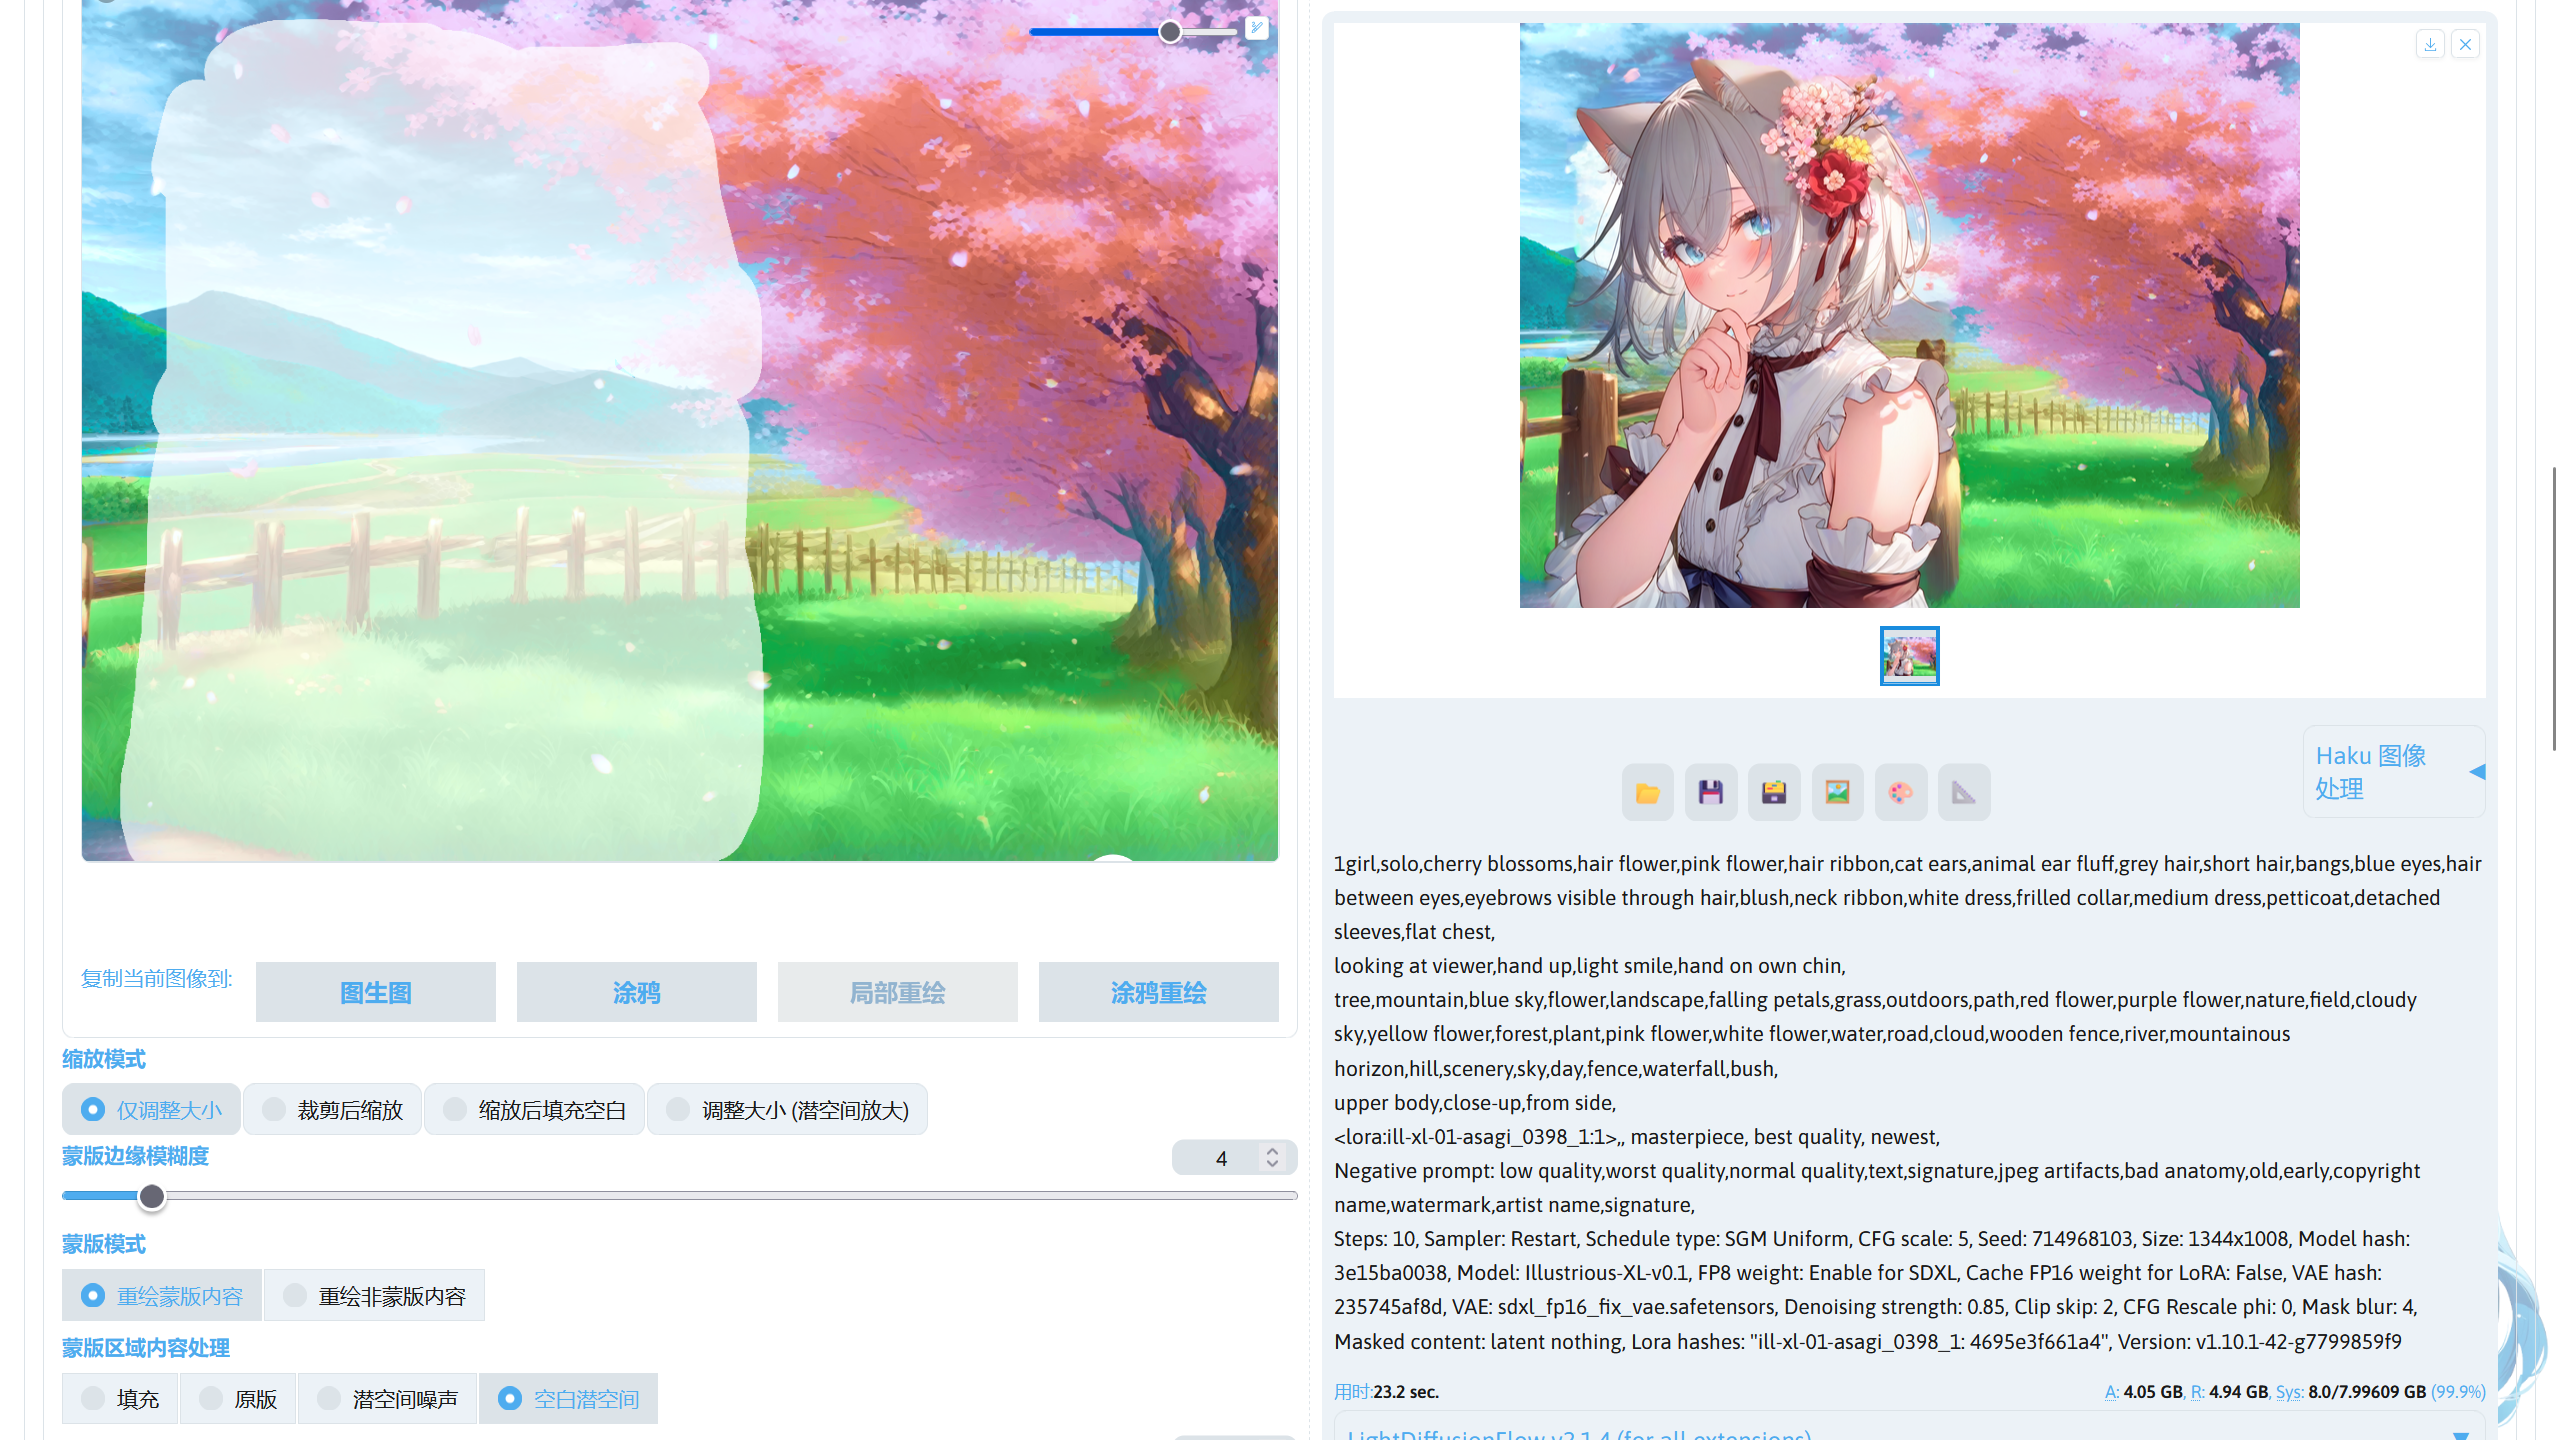 复制当前图像到:
图生图
涂鸦
局部重绘
涂鸦重绘
缩放模式
仅调整大小
裁剪后缩放
缩放后填充空白
调整大小 (潜空间放大)
蒙版边缘模糊度
4
蒙版模式
重绘蒙版内容
重绘非蒙版内容
蒙版区域内容处理
填充
原版
潜空间噪声
空白潜空间
Haku 图像
处理
1girl,solo,cherry blossoms,hair flower,pink flower,hair ribbon,cat ears,animal ear fluff,grey hair,short hair,bangs,blue eyes,hair
between eyes,eyebrows visible through hair,blush,neck ribbon,white dress,frilled collar,medium dress,petticoat,detached
sleeves,flat chest,
looking at viewer,hand up,light smile,hand on own chin,
tree,mountain,blue sky,flower,landscape,falling petals,grass,outdoors,path,red flower,purple flower,nature,field,cloudy
sky,yellow flower,forest,plant,pink flower,white flower,water,road,cloud,wooden fence,river,mountainous
horizon,hill,scenery,sky,day,fence,waterfall,bush,
upper body,close-up,from side,
<lora:ill-xl-01-asagi_0398_1:1>,, masterpiece, best quality, newest,
Negative prompt: low quality,worst quality,normal quality,text,signature,jpeg artifacts,bad anatomy,old,early,copyright
name,watermark,artist name,signature,
Steps: 10, Sampler: Restart, Schedule type: SGM Uniform, CFG scale: 5, Seed: 714968103, Size: 1344x1008, Model hash:
3e15ba0038, Model: Illustrious-XL-v0.1, FP8 weight: Enable for SDXL, Cache FP16 weight for LoRA: False, VAE hash:
235745af8d, VAE: sdxl_fp16_fix_vae.safetensors, Denoising strength: 0.85, Clip skip: 2, CFG Rescale phi: 0, Mask blur: 4,
Masked content: latent nothing, Lora hashes: "ill-xl-01-asagi_0398_1: 4695e3f661a4", Version: v1.10.1-42-g7799859f9
用时:23.2 sec.
A: 4.05 GB, R: 4.94 GB, Sys: 8.0/7.99609 GB (99.9%)
LightDiffusionFlow v2.1.4 (for all extensions)